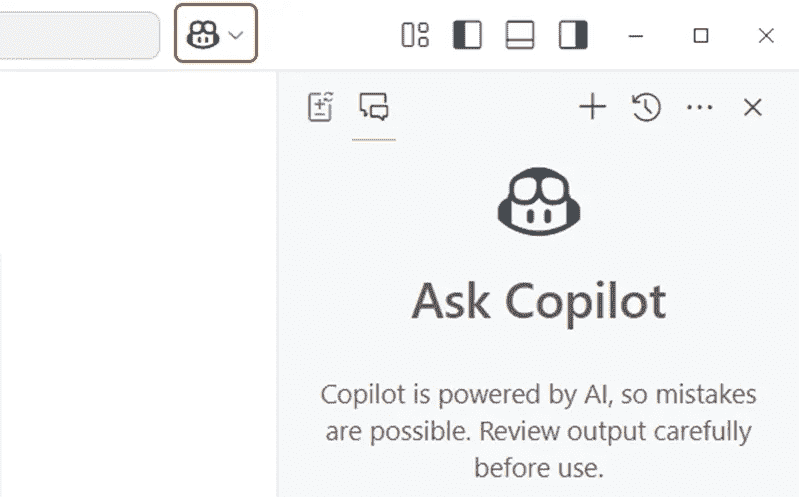 Ask Copilot
Copilot is powered by AI, so mistakes
are possible. Review output carefully
before use.